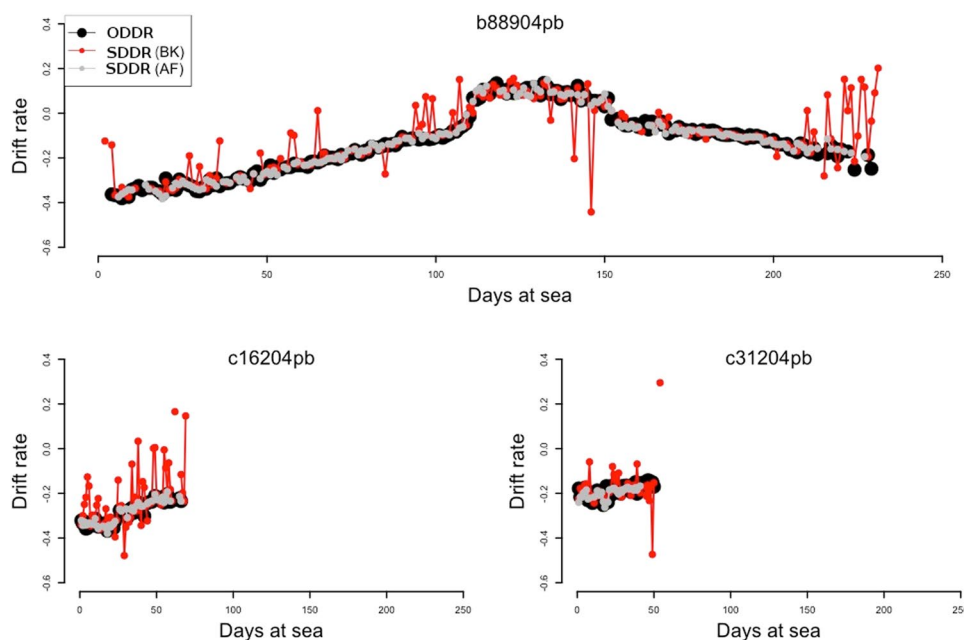 b88904pb
ODDR
SDDR (BK)
SDDR (AF)
Drift rate
0.4
0.2
0.0
-0.2
-0.4
-0.6
0 50 100 150 200 250
Days at sea
c16204pb
Drift rate
0.4
0.2
0.0
-0.2
-0.4
-0.6
0 50 100 150 200 250
Days at sea
c31204pb
Drift rate
0.4
0.2
0.0
-0.2
-0.4
-0.6
0 50 100 150 200 250
Days at sea